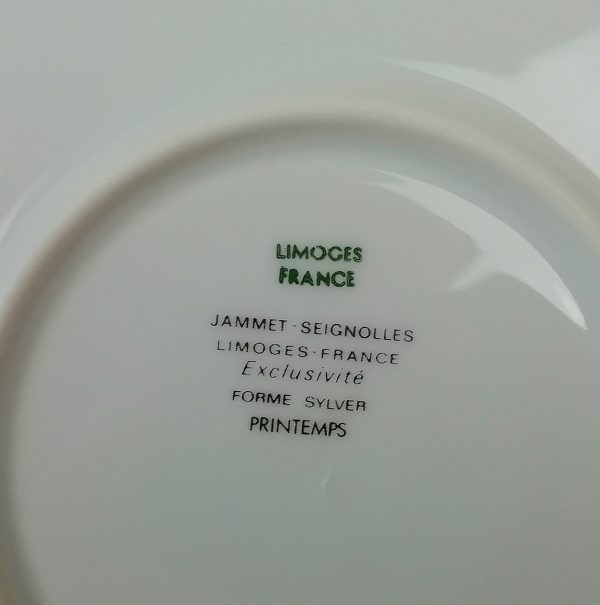 LIMOGES
FRANCE
JAMMET-SEIGNOLLES
LIMOGES-FRANCE
Exclusivité
FORME SYLVER
PRINTEMPS